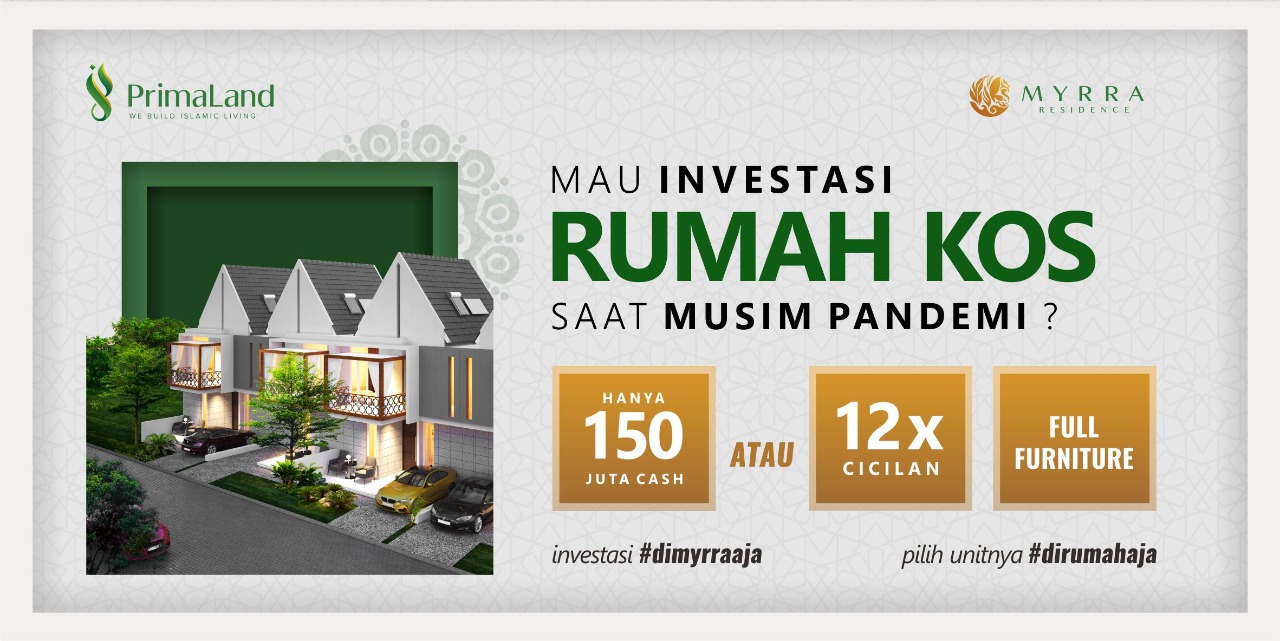 PrimaLand
WE BUILD ISLAMIC LIVING
MYRRA
RESIDENCE
MAU INVESTASI
RUMAH KOS
SAAT MUSIM PANDEMI ?
HANYA
150
JUTA CASH
ATAU
12x
CICILAN
FULL
FURNITURE
investasi #dimyrraaja
pilih unitnya #dirumahaja